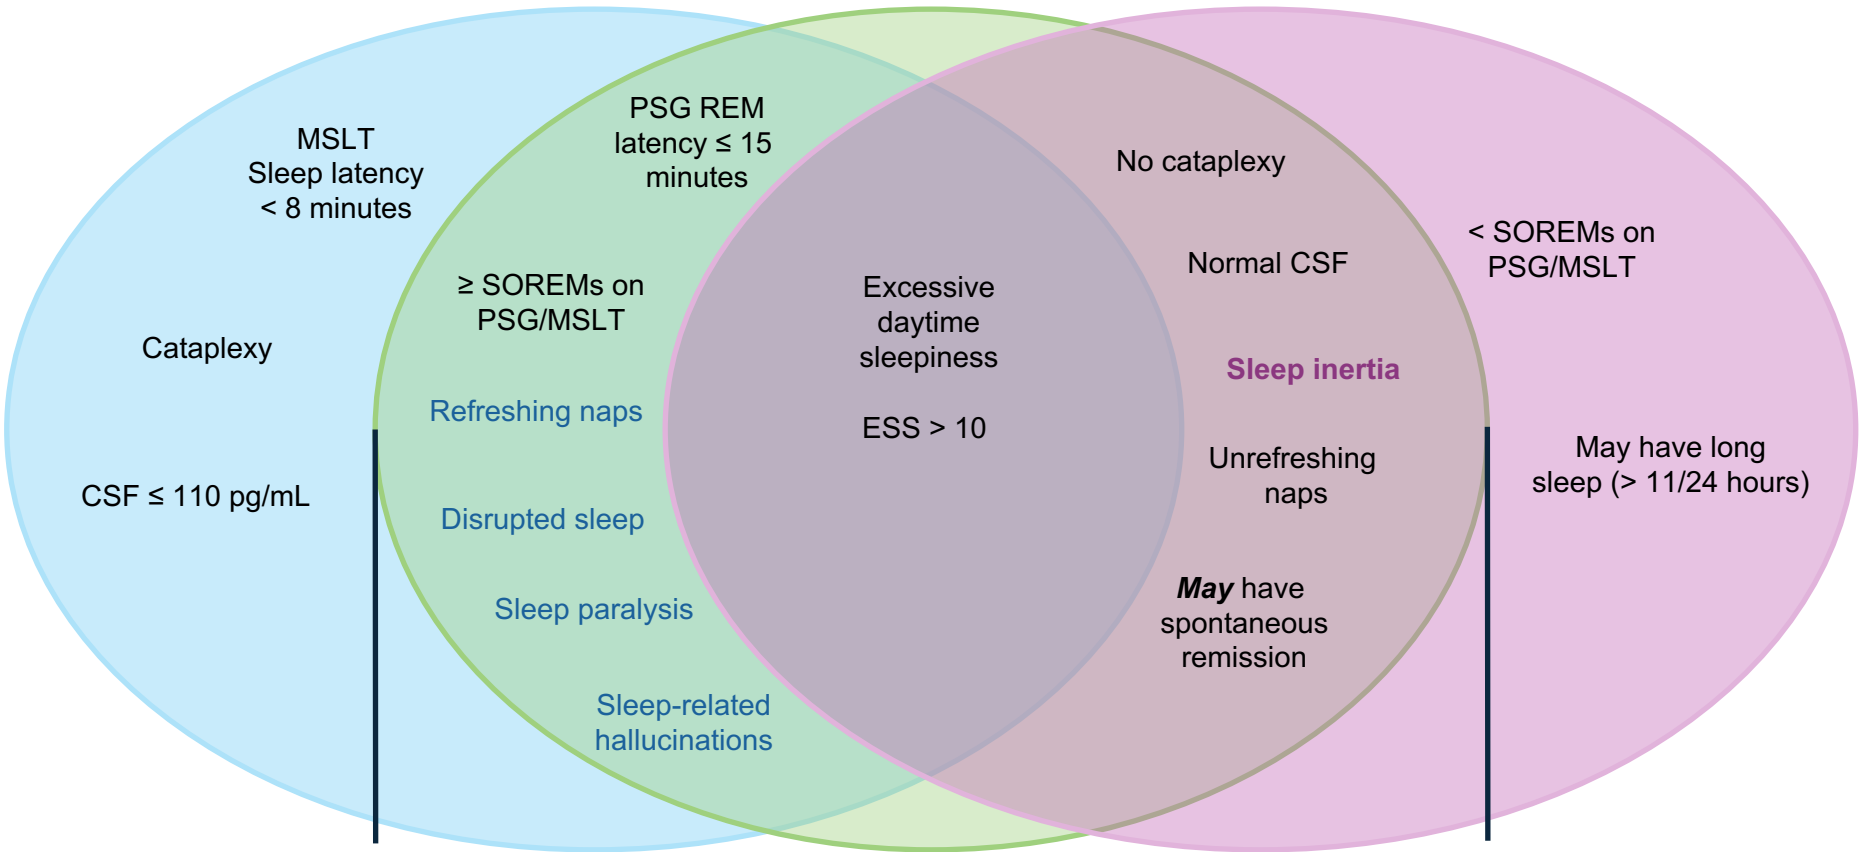 MSLT
Sleep latency
< 8 minutes
Cataplexy
CSF ≤ 110 pg/mL
PSG REM
latency ≤ 15
minutes
≥ SOREMs on
PSG/MSLT
Refreshing naps
Disrupted sleep
Sleep paralysis
Sleep-related
hallucinations
Excessive
daytime
sleepiness
ESS > 10
No cataplexy
Normal CSF
Sleep inertia
Unrefreshing
naps
May have
spontaneous
remission
< SOREMs on
PSG/MSLT
May have long
sleep (> 11/24 hours)